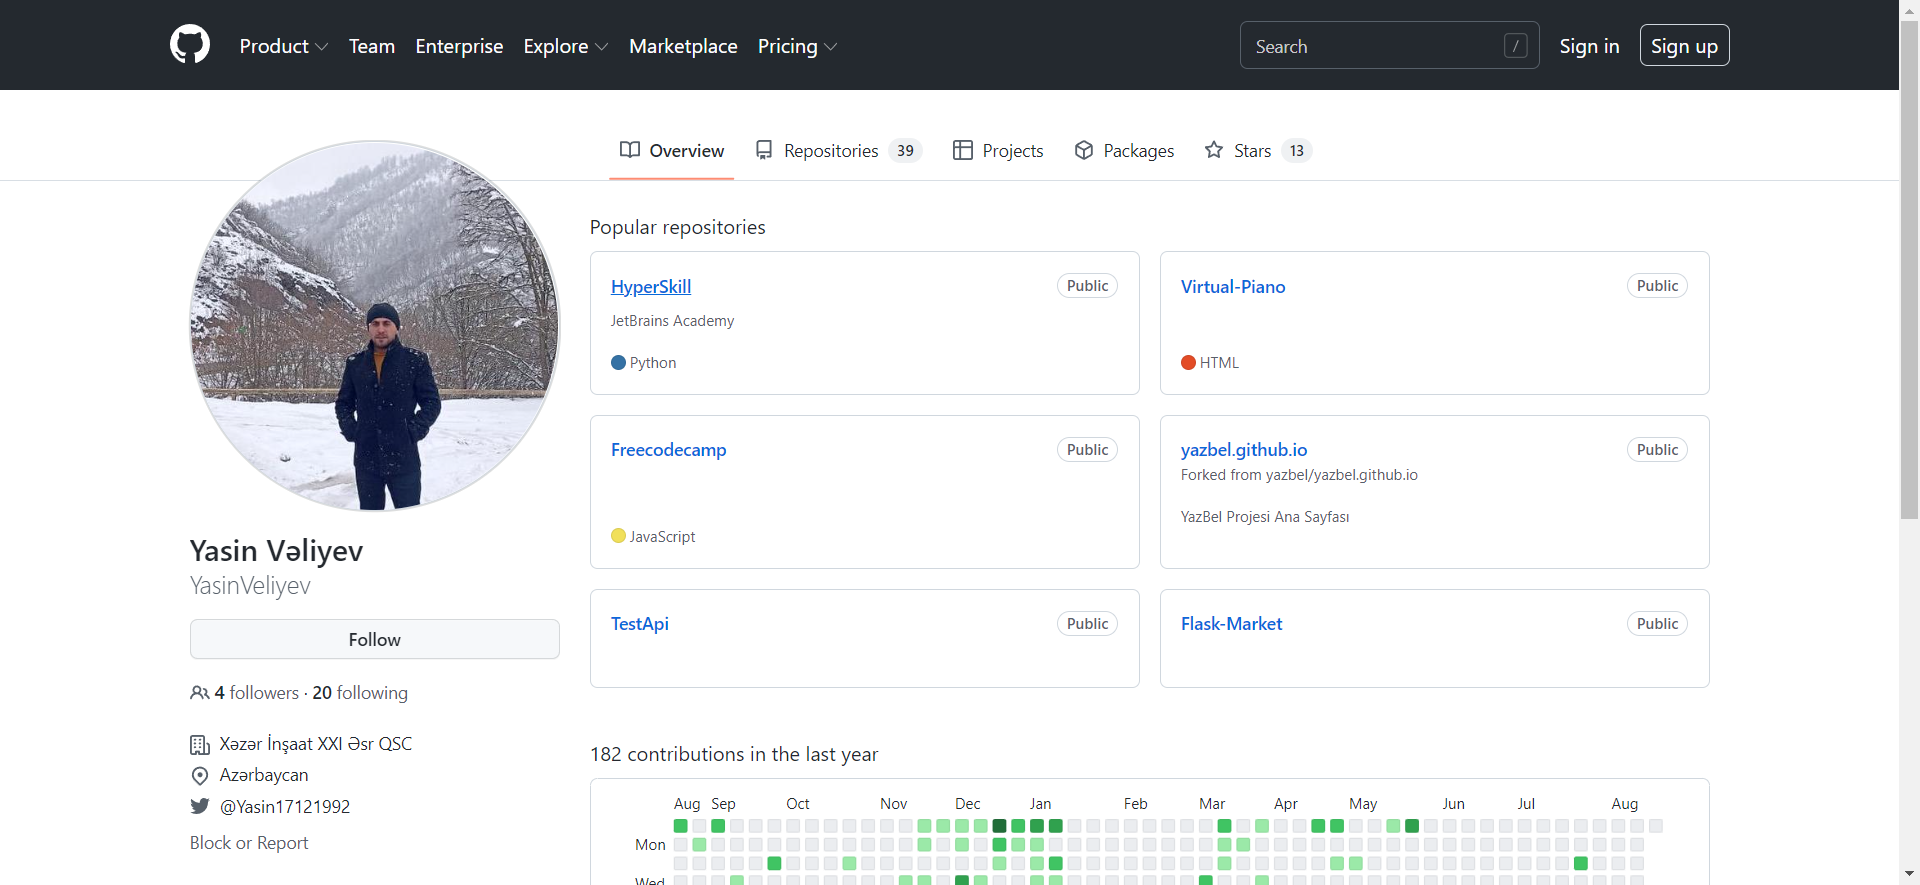 Product Team Enterprise Explore Marketplace Pricing Search / Sign in Sign up
Overview Repositories 39 Projects Packages Stars 13
Yasin Vəliyev
YasinVeliyev
Follow
4 followers · 20 following
Xəzər İnşaat XXI Əsr QSC
Azərbaycan
@Yasin17121992
Block or Report
Popular repositories
HyperSkill Public
JetBrains Academy
Python
Virtual-Piano Public
HTML
Freecodecamp Public
JavaScript
yazbel.github.io Public
Forked from yazbel/yazbel.github.io
YazBel Projesi Ana Sayfası
TestApi Public
Flask-Market Public
182 contributions in the last year
Aug Sep Oct Nov Dec Jan Feb Mar Apr May Jun Jul Aug
Mon
Wed